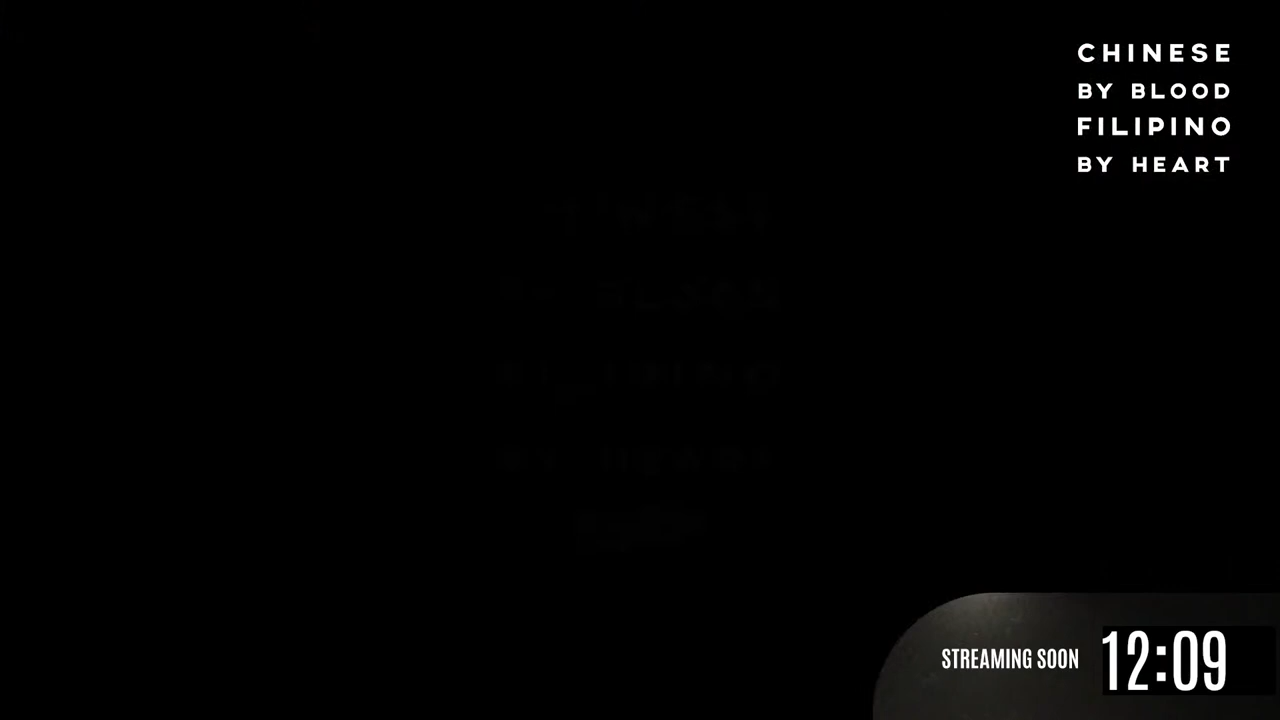 CHINESE
BY BLOOD
FILIPINO
BY HEART
STREAMING SOON 12:09